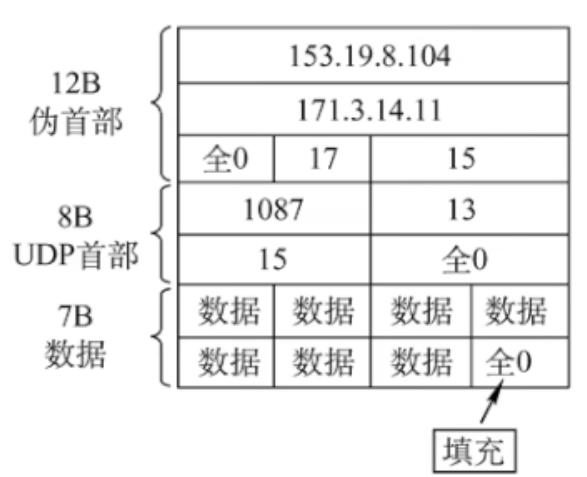 12B
伪首部
153.19.8.104
171.3.14.11
全0 17 15
8B
UDP首部
1087 13
15 全0
7B
数据
数据 数据 数据 数据
数据 数据 数据 全0
填充